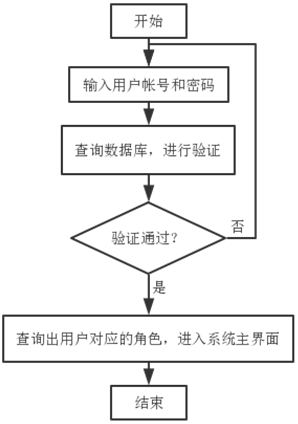 开始
输入用户帐号和密码
查询数据库，进行验证
验证通过？
否
是
查询出用户对应的角色，进入系统主界面
结束